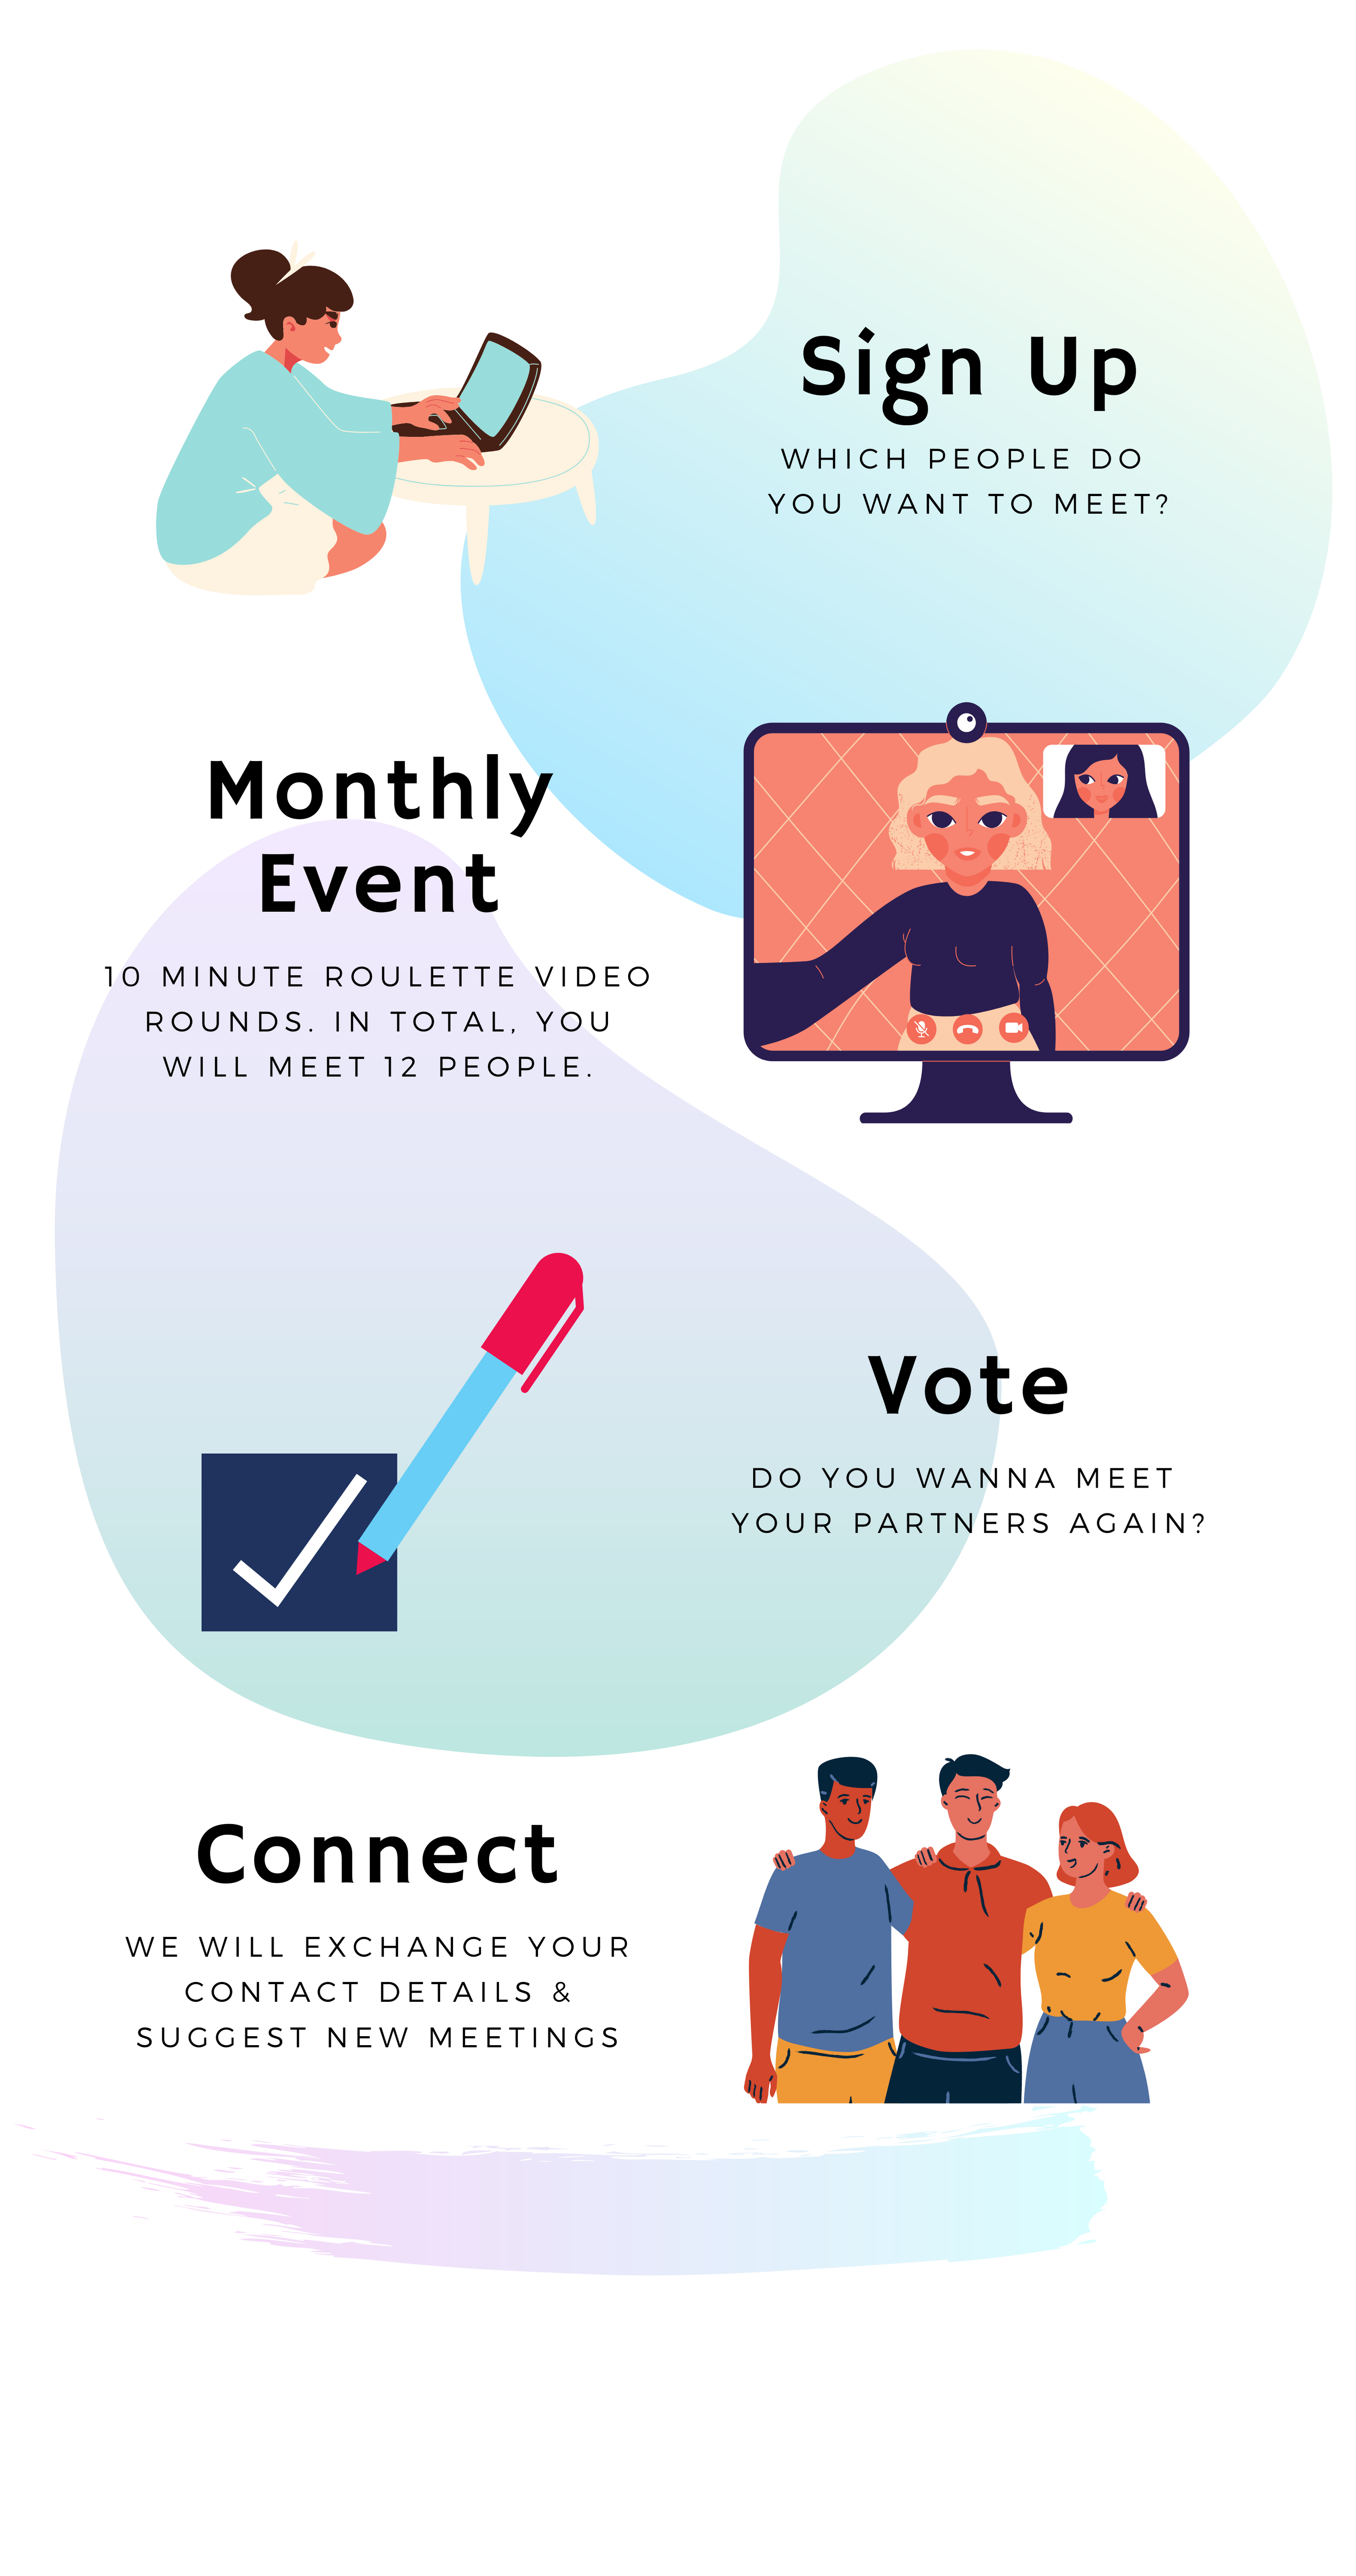 Sign Up
WHICH PEOPLE DO
YOU WANT TO MEET?
Monthly
Event
10 MINUTE ROULETTE VIDEO
ROUNDS. IN TOTAL, YOU
WILL MEET 12 PEOPLE.
Vote
DO YOU WANNA MEET
YOUR PARTNERS AGAIN?
Connect
WE WILL EXCHANGE YOUR
CONTACT DETAILS &
SUGGEST NEW MEETINGS